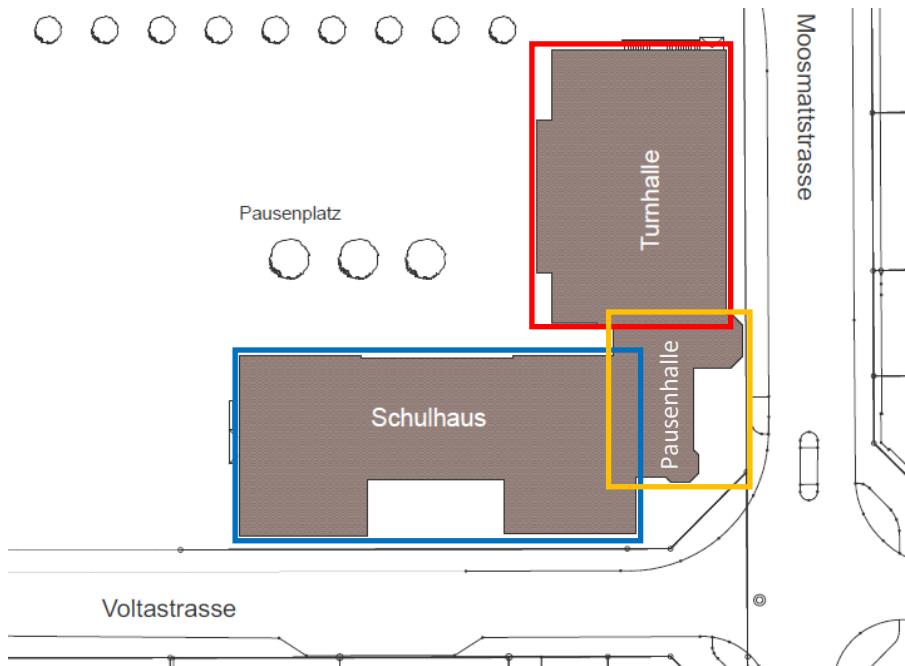 Moosmattstrasse
Turnhalle
Pausenplatz
Pausenhalle
Schulhaus
Voltastrasse